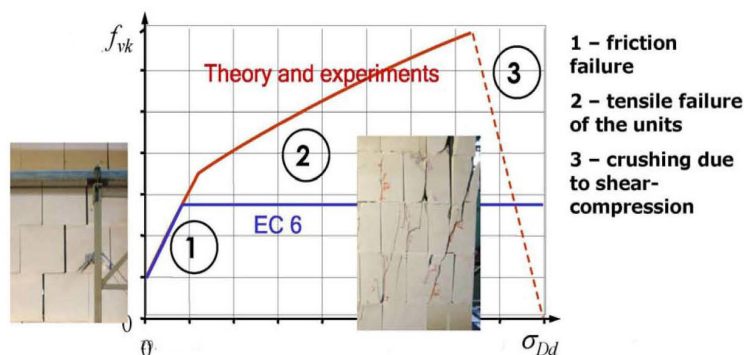 f_vk
Theory and experiments
1
2
3
EC 6
0
0
σ_Dd
1 – friction
failure
2 – tensile failure
of the units
3 – crushing due
to shear-
compression